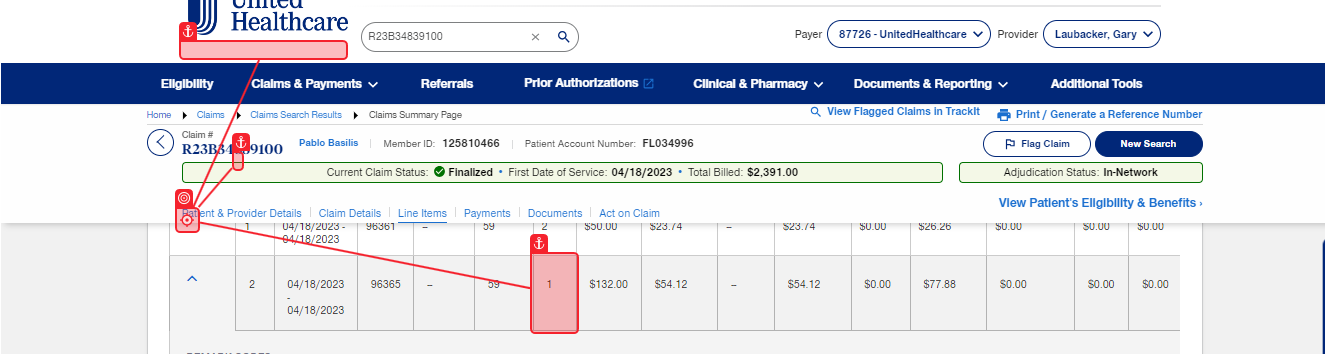 United
Healthcare
R23B34839100
Payer 87726 - UnitedHealthcare Provider Laubacker, Gary
Eligibility Claims & Payments Referrals Prior Authorizations Clinical & Pharmacy Documents & Reporting Additional Tools
Home Claims Claims Search Results Claims Summary Page View Flagged Claims in TrackIt Print / Generate a Reference Number
Claim #
R23B34839100 Pablo Basilis Member ID: 125810466 Patient Account Number: FL034996 Flag Claim New Search
Current Claim Status: Finalized • First Date of Service: 04/18/2023 • Total Billed: $2,391.00 Adjudication Status: In-Network
View Patient's Eligibility & Benefits ›
Patient & Provider Details Claim Details Line Items Payments Documents Act on Claim
1 04/18/2023 - 96361 – 59 2 $50.00 $23.74 – $23.74 $0.00 $26.26 $0.00 $0.00 $0.00
04/18/2023
2 04/18/2023 96365 – 59 1 $132.00 $54.12 – $54.12 $0.00 $77.88 $0.00 $0.00 $0.00
-
04/18/2023
REMARK CODES